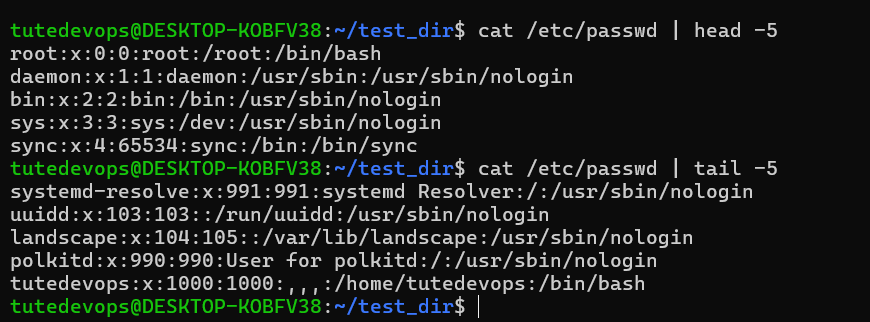 tutedevops@DESKTOP-KOBFV38:~/test_dir$ cat /etc/passwd | head -5
root:x:0:0:root:/root:/bin/bash
daemon:x:1:1:daemon:/usr/sbin:/usr/sbin/nologin
bin:x:2:2:bin:/bin:/usr/sbin/nologin
sys:x:3:3:sys:/dev:/usr/sbin/nologin
sync:x:4:65534:sync:/bin:/bin/sync
tutedevops@DESKTOP-KOBFV38:~/test_dir$ cat /etc/passwd | tail -5
systemd-resolve:x:991:991:systemd Resolver:/:/usr/sbin/nologin
uuidd:x:103:103::/run/uuidd:/usr/sbin/nologin
landscape:x:104:105::/var/lib/landscape:/usr/sbin/nologin
polkitd:x:990:990:User for polkitd:/:/usr/sbin/nologin
tutedevops:x:1000:1000:,,,:/home/tutedevops:/bin/bash
tutedevops@DESKTOP-KOBFV38:~/test_dir$